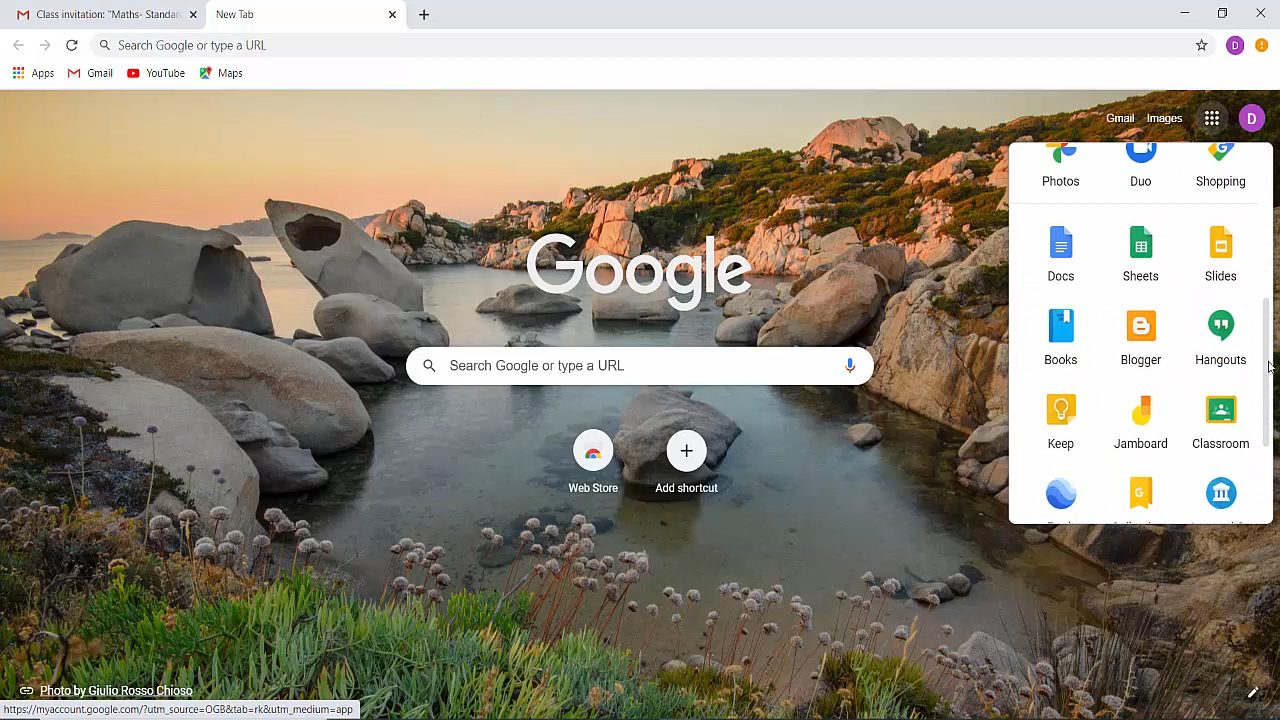 Class invitation: "Maths- Standar
New Tab
Search Google or type a URL
D
Apps
Gmail
YouTube
Maps
Gmail
Images
D
Photos
Duo
Shopping
Docs
Sheets
Slides
Books
Blogger
Hangouts
Keep
Jamboard
Classroom
Google
Search Google or type a URL
Web Store
Add shortcut
Photo by Giulio Rosso Chioso
https://myaccount.google.com/?utm_source=OGB&tab=rk&utm_medium=app